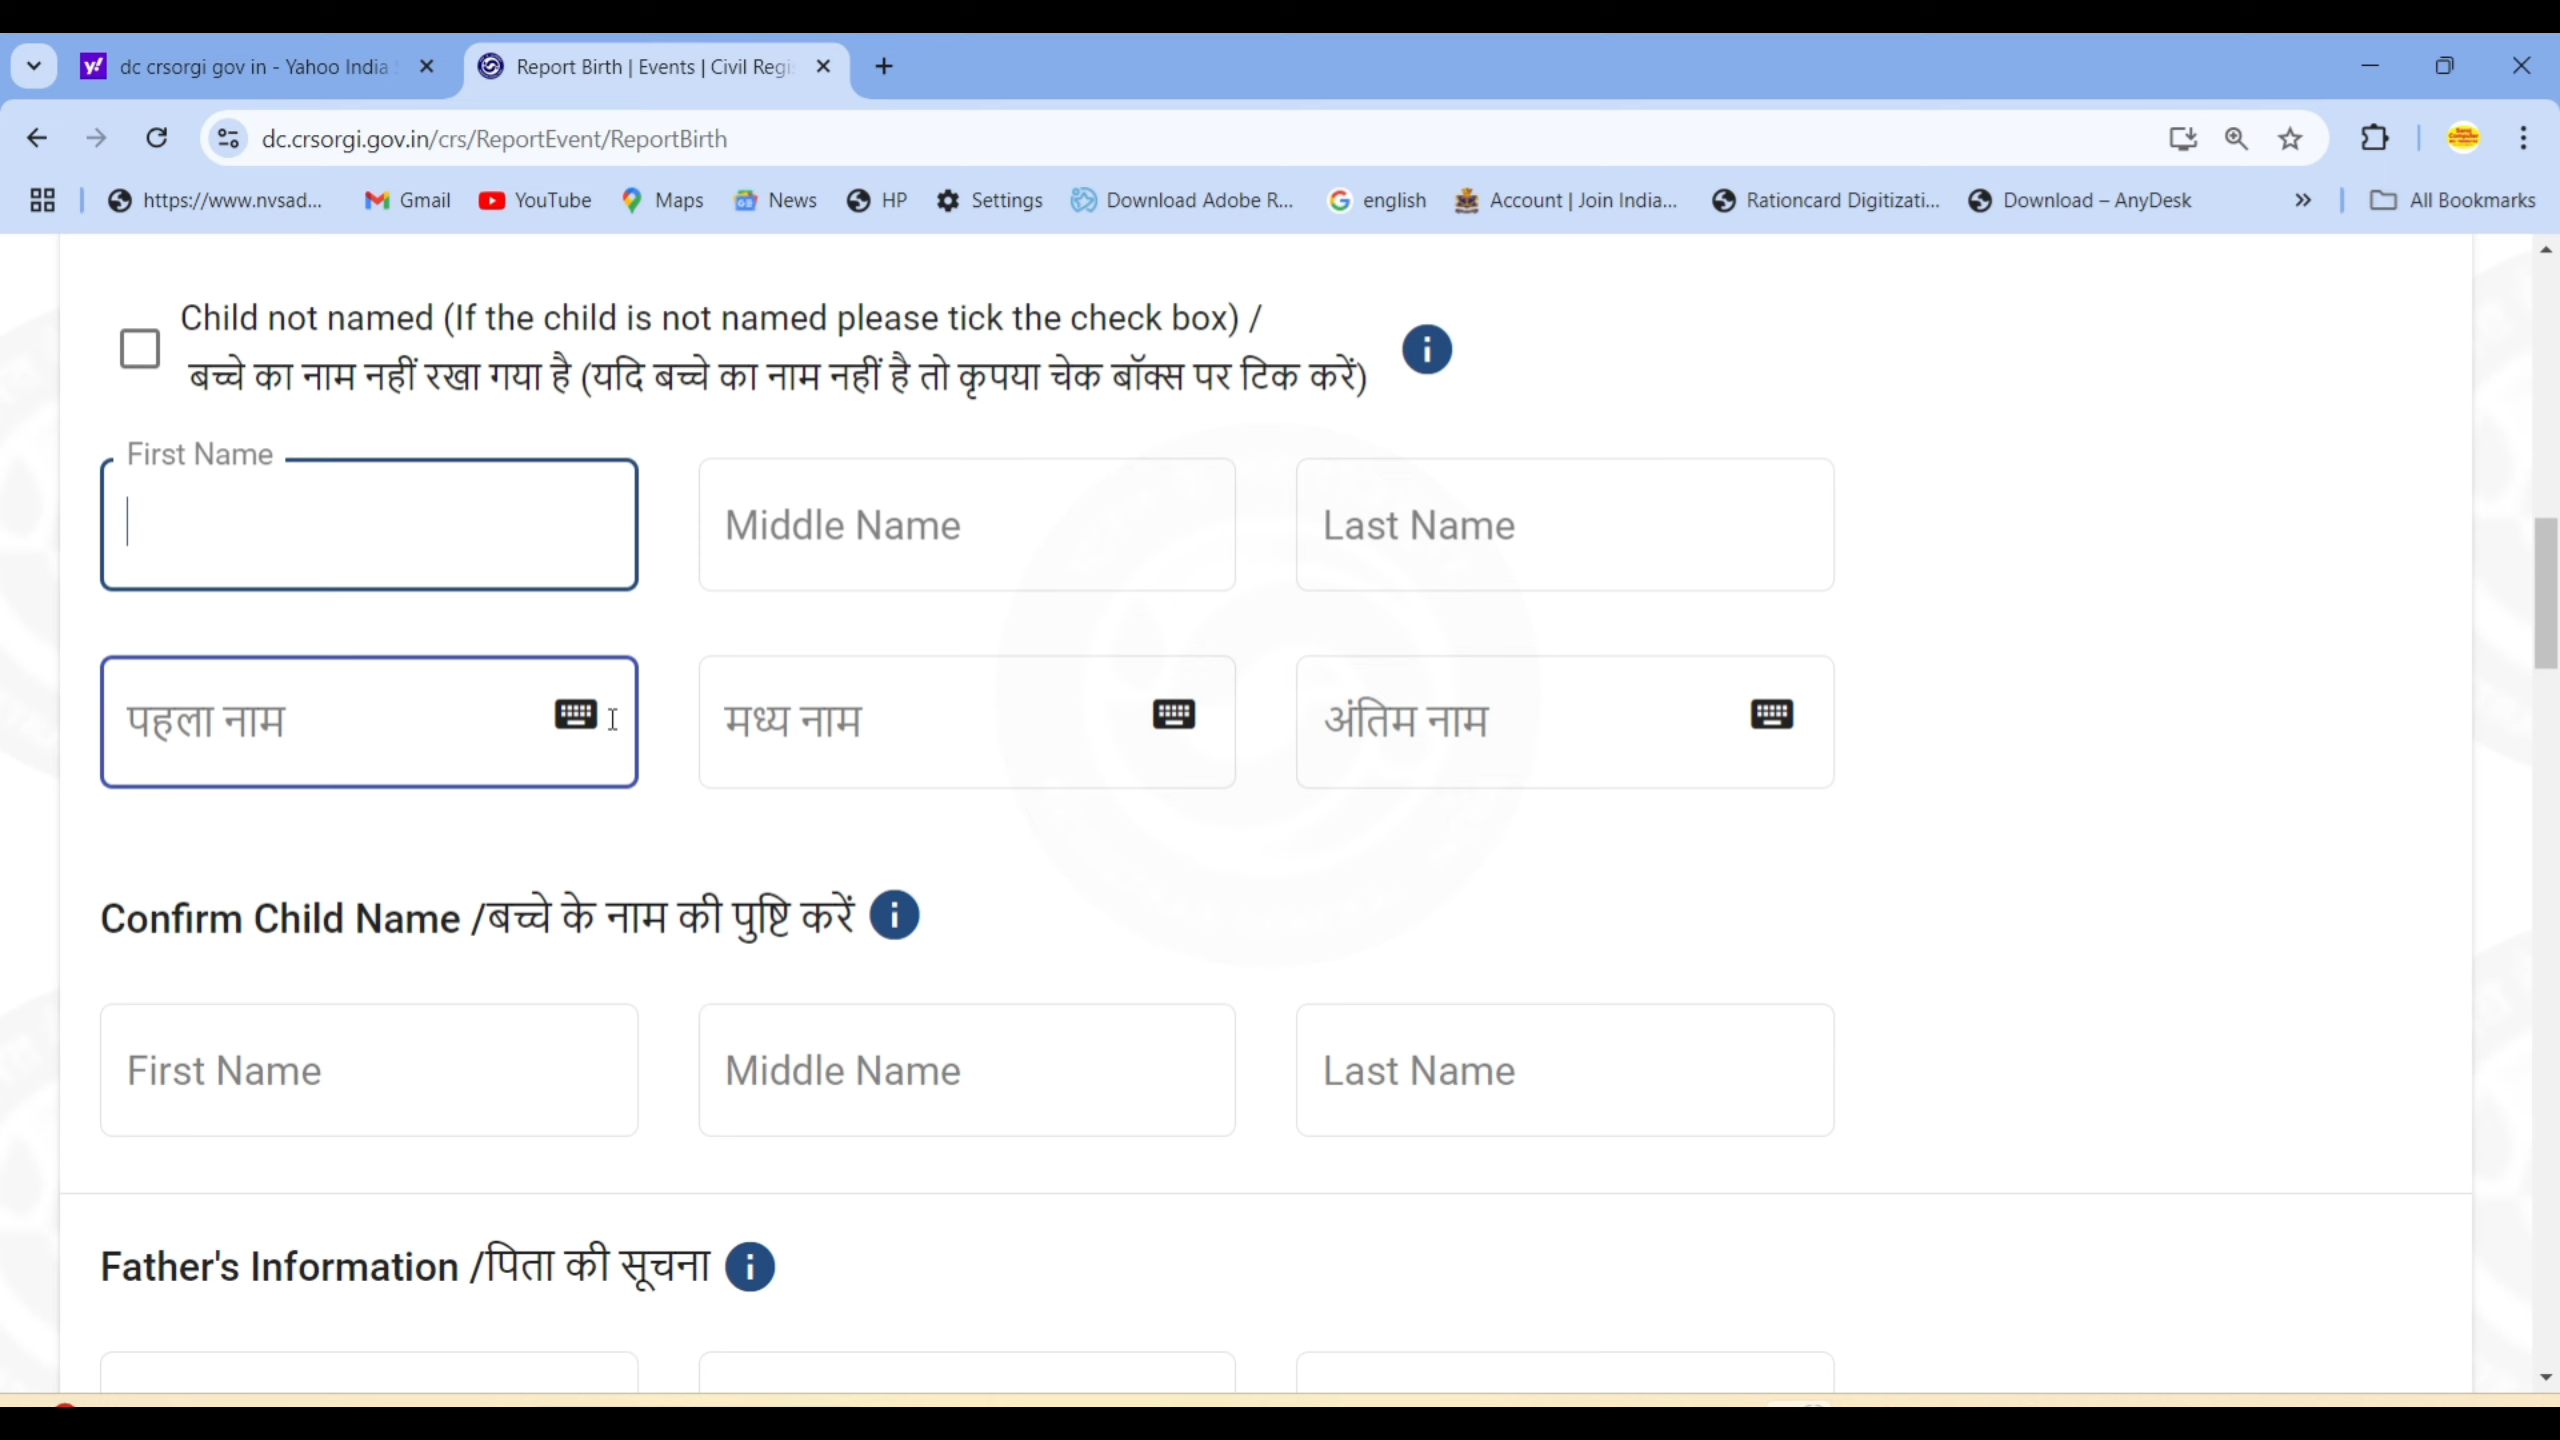 dc crsorgi gov in - Yahoo India
Report Birth | Events | Civil Regi
dc.crsorgi.gov.in/crs/ReportEvent/ReportBirth
https://www.nvsad... Gmail YouTube Maps News HP Settings Download Adobe R... english Account | Join India... Rationcard Digitizati... Download – AnyDesk » All Bookmarks
Child not named (If the child is not named please tick the check box) /
बच्चे का नाम नहीं रखा गया है (यदि बच्चे का नाम नहीं है तो कृपया चेक बॉक्स पर टिक करें)
First Name
Middle Name
Last Name
पहला नाम
मध्य नाम
अंतिम नाम
Confirm Child Name /बच्चे के नाम की पुष्टि करें
First Name
Middle Name
Last Name
Father's Information /पिता की सूचना